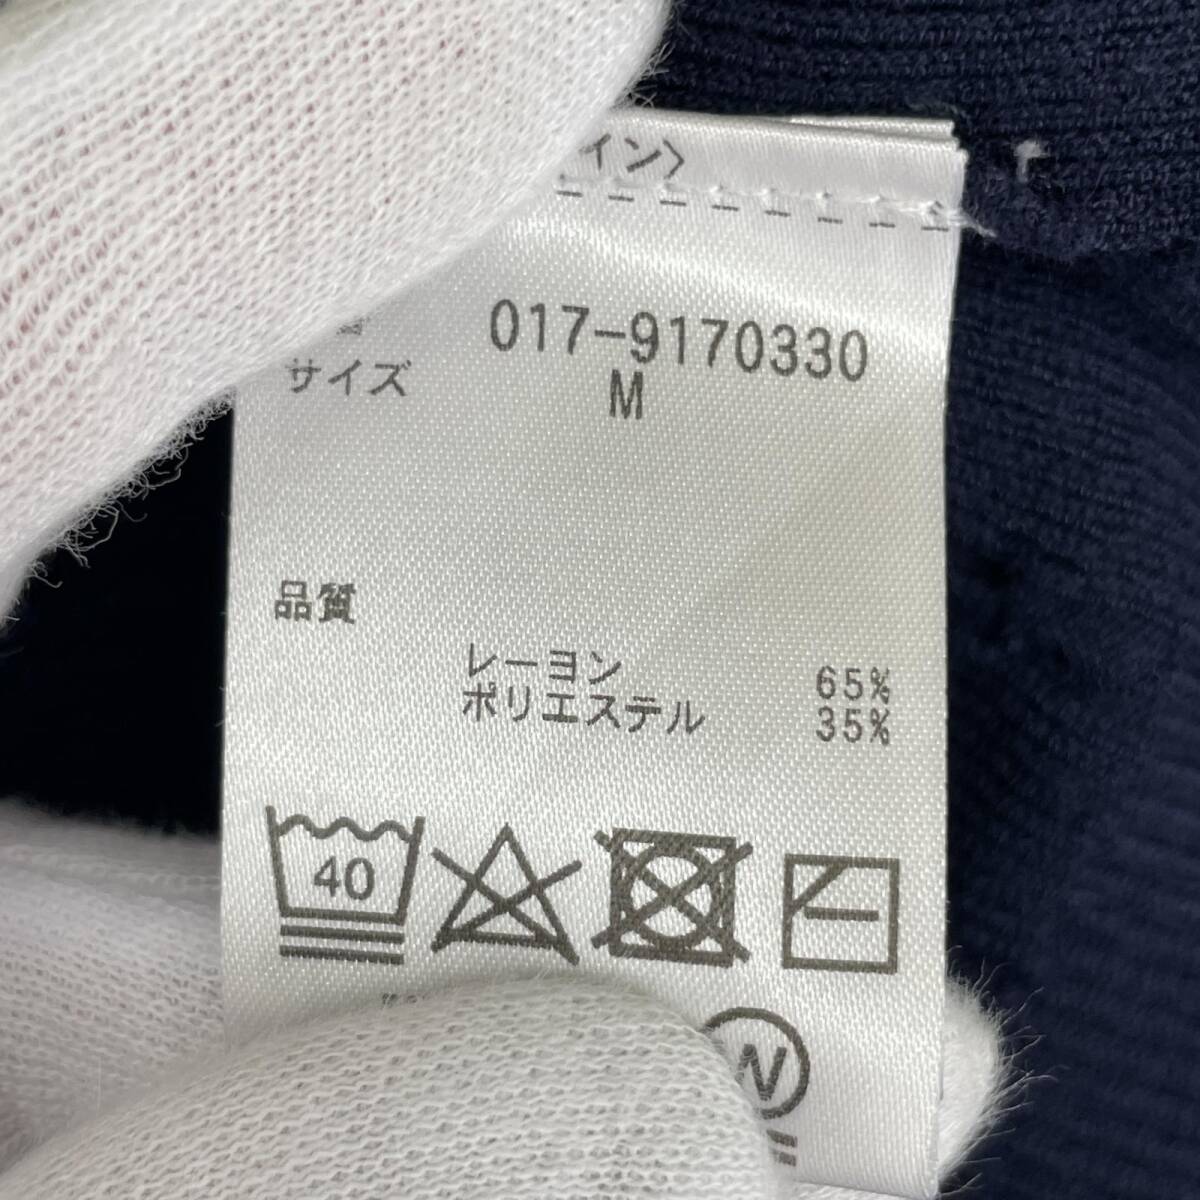 イン〉
017-9170330
サイズ M
品質
レーヨン 65%
ポリエステル 35%
40
W